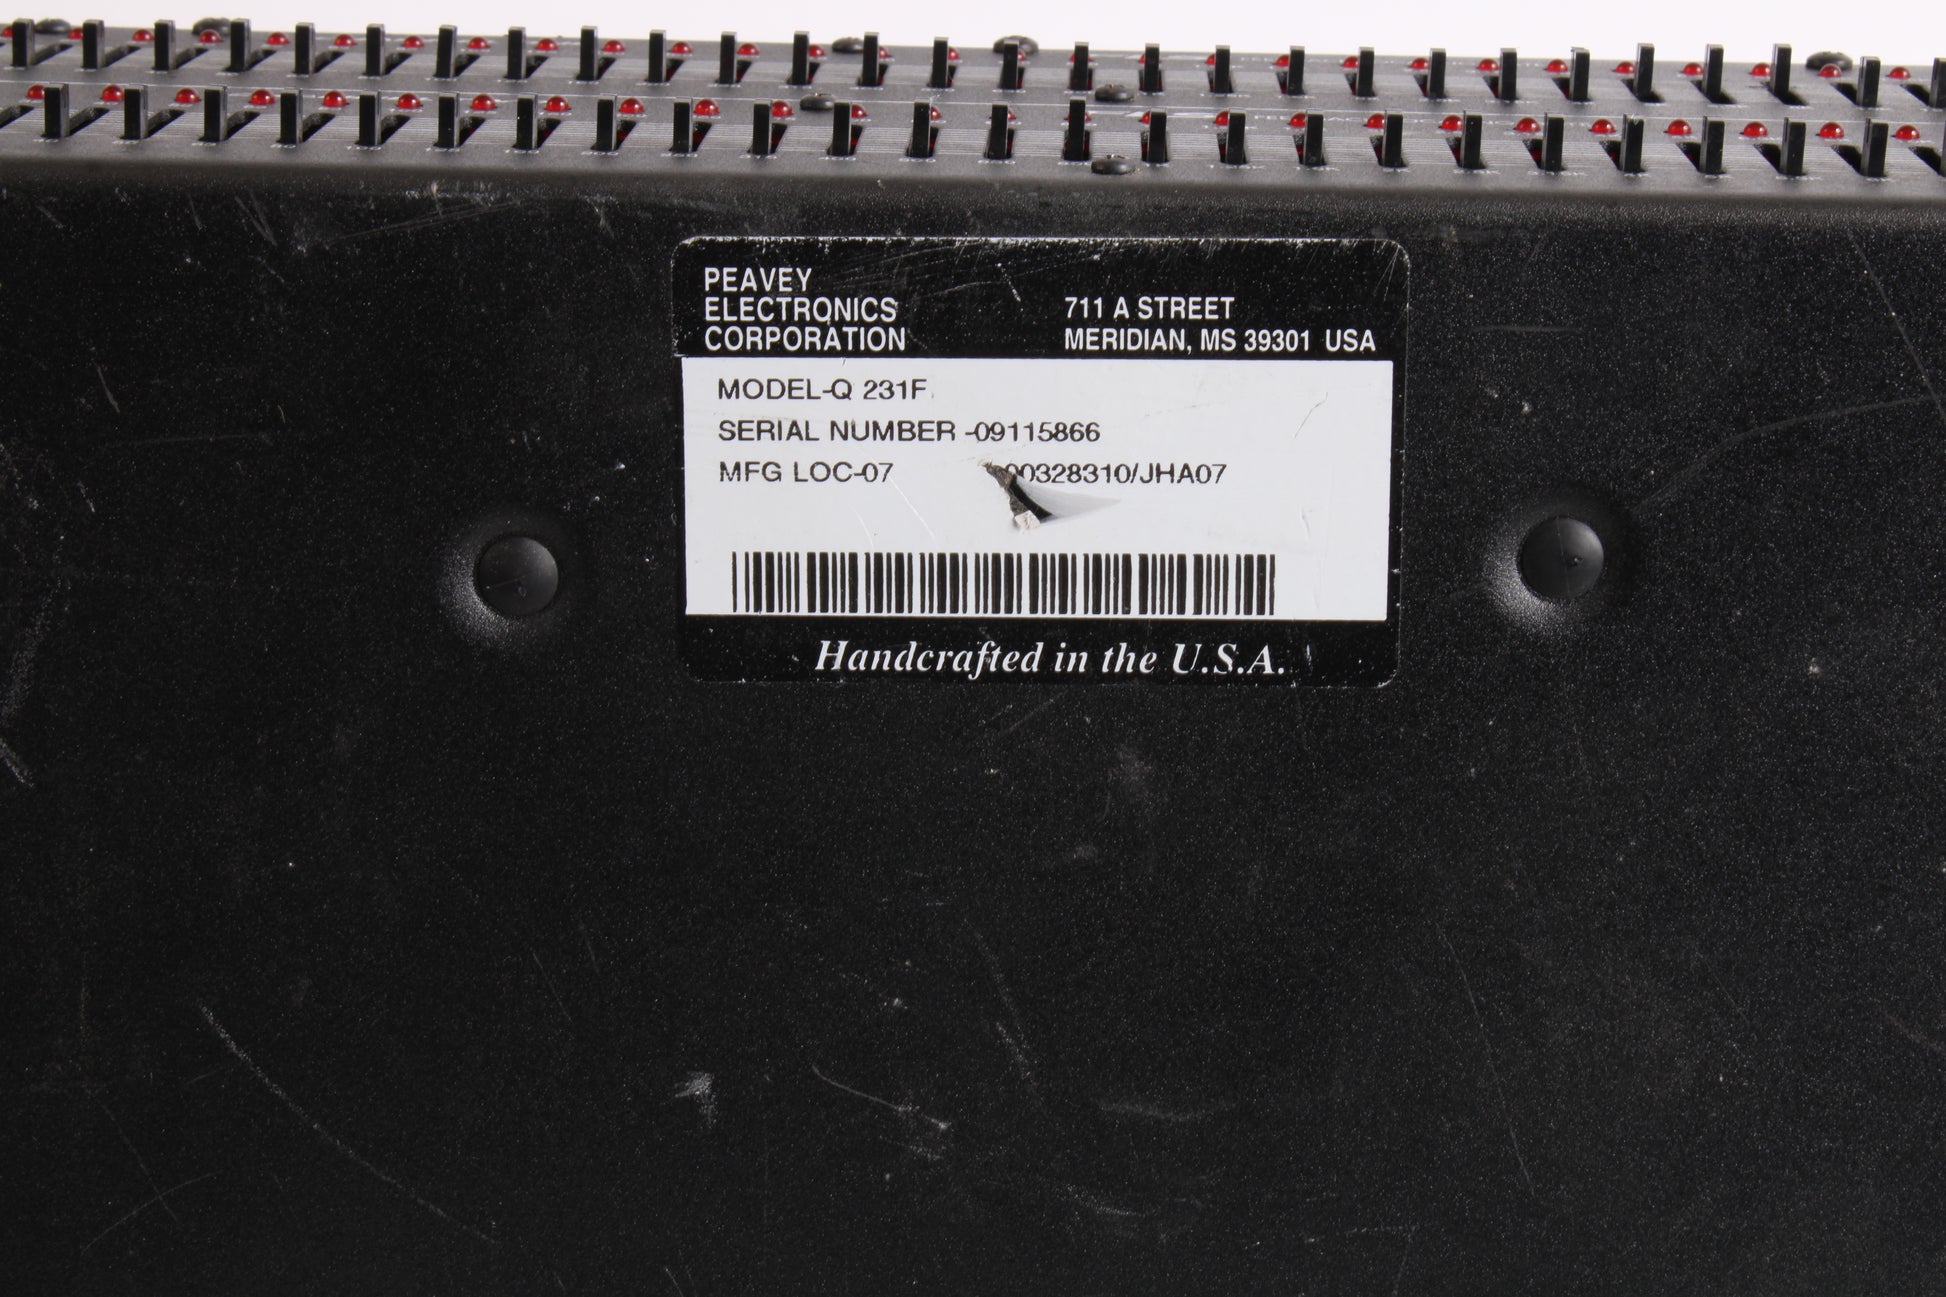 PEAVEY
ELECTRONICS
CORPORATION
711 A STREET
MERIDIAN, MS 39301 USA
MODEL-Q 231F
SERIAL NUMBER -09115866
MFG LOC-07 00328310/JHA07
Handcrafted in the U.S.A.